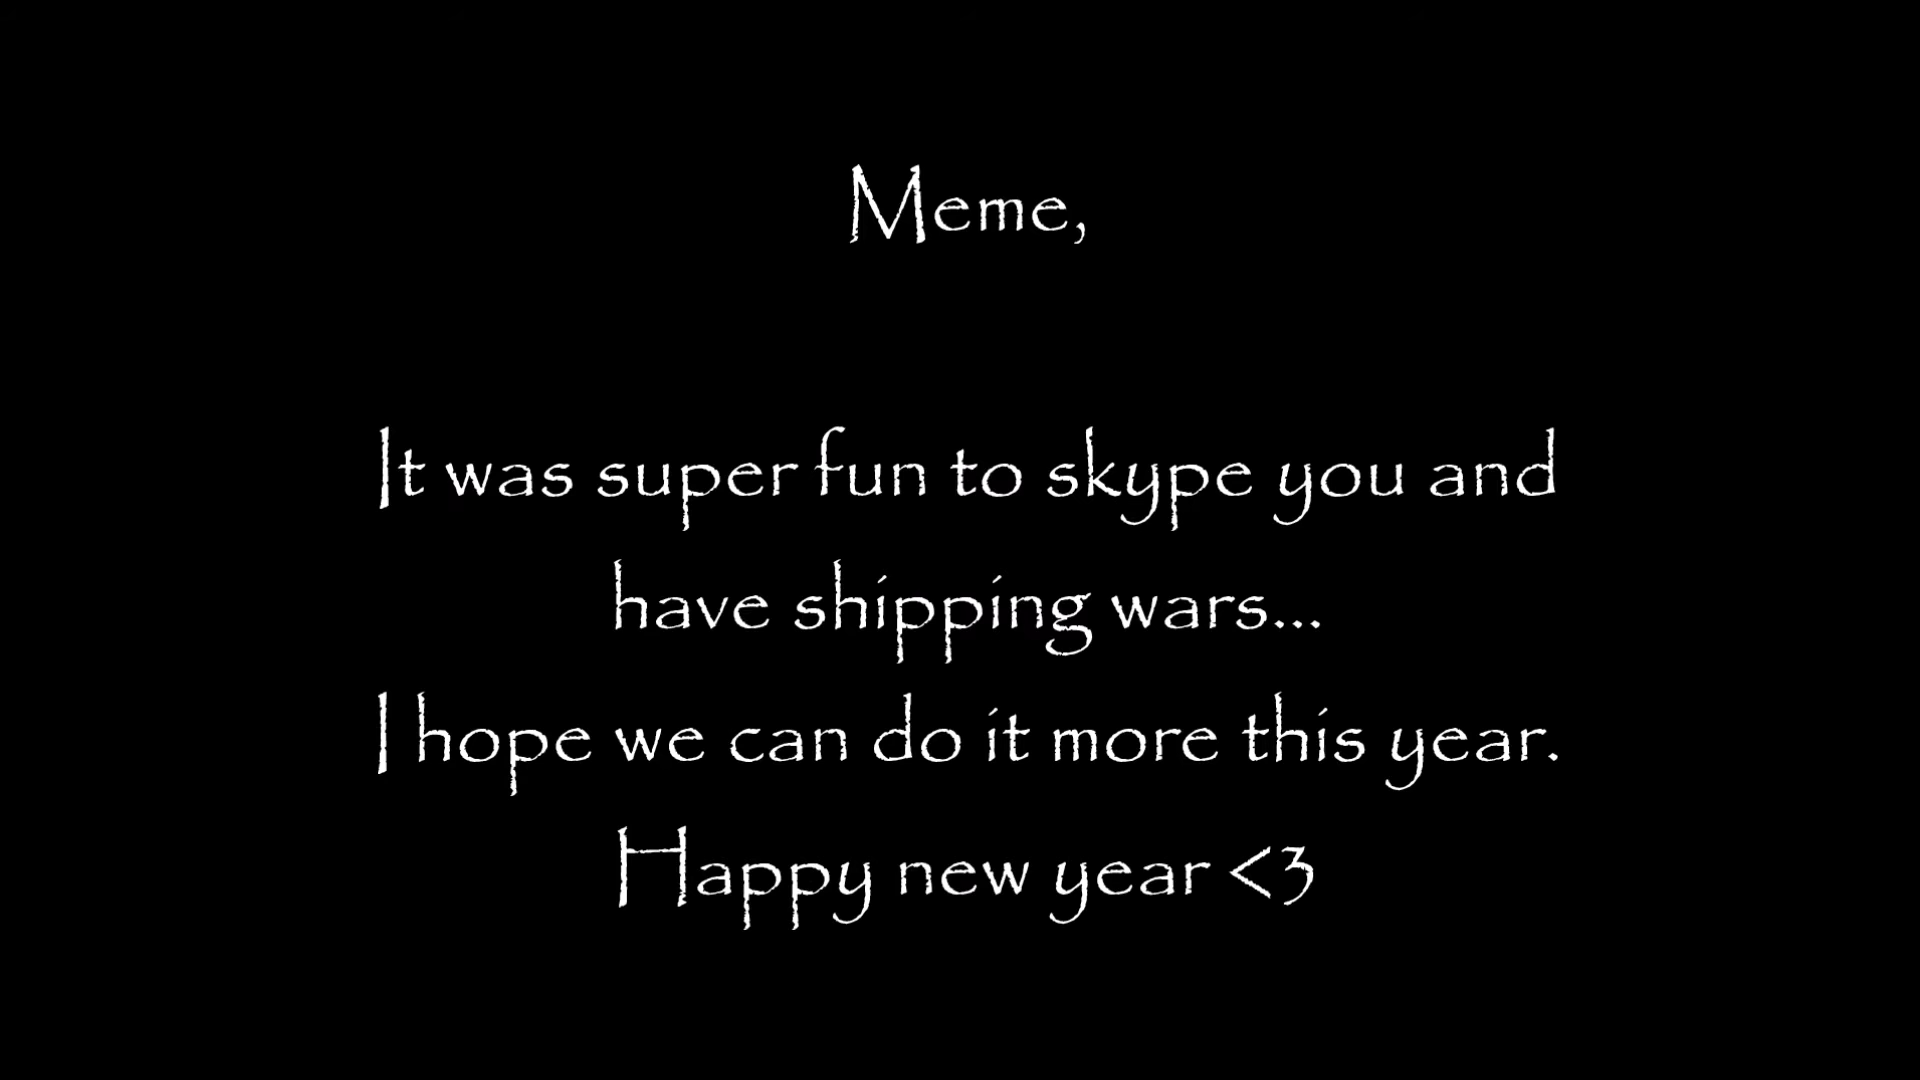 Meme,
It was super fun to skype you and
have shipping wars...
I hope we can do it more this year.
Happy new year <3